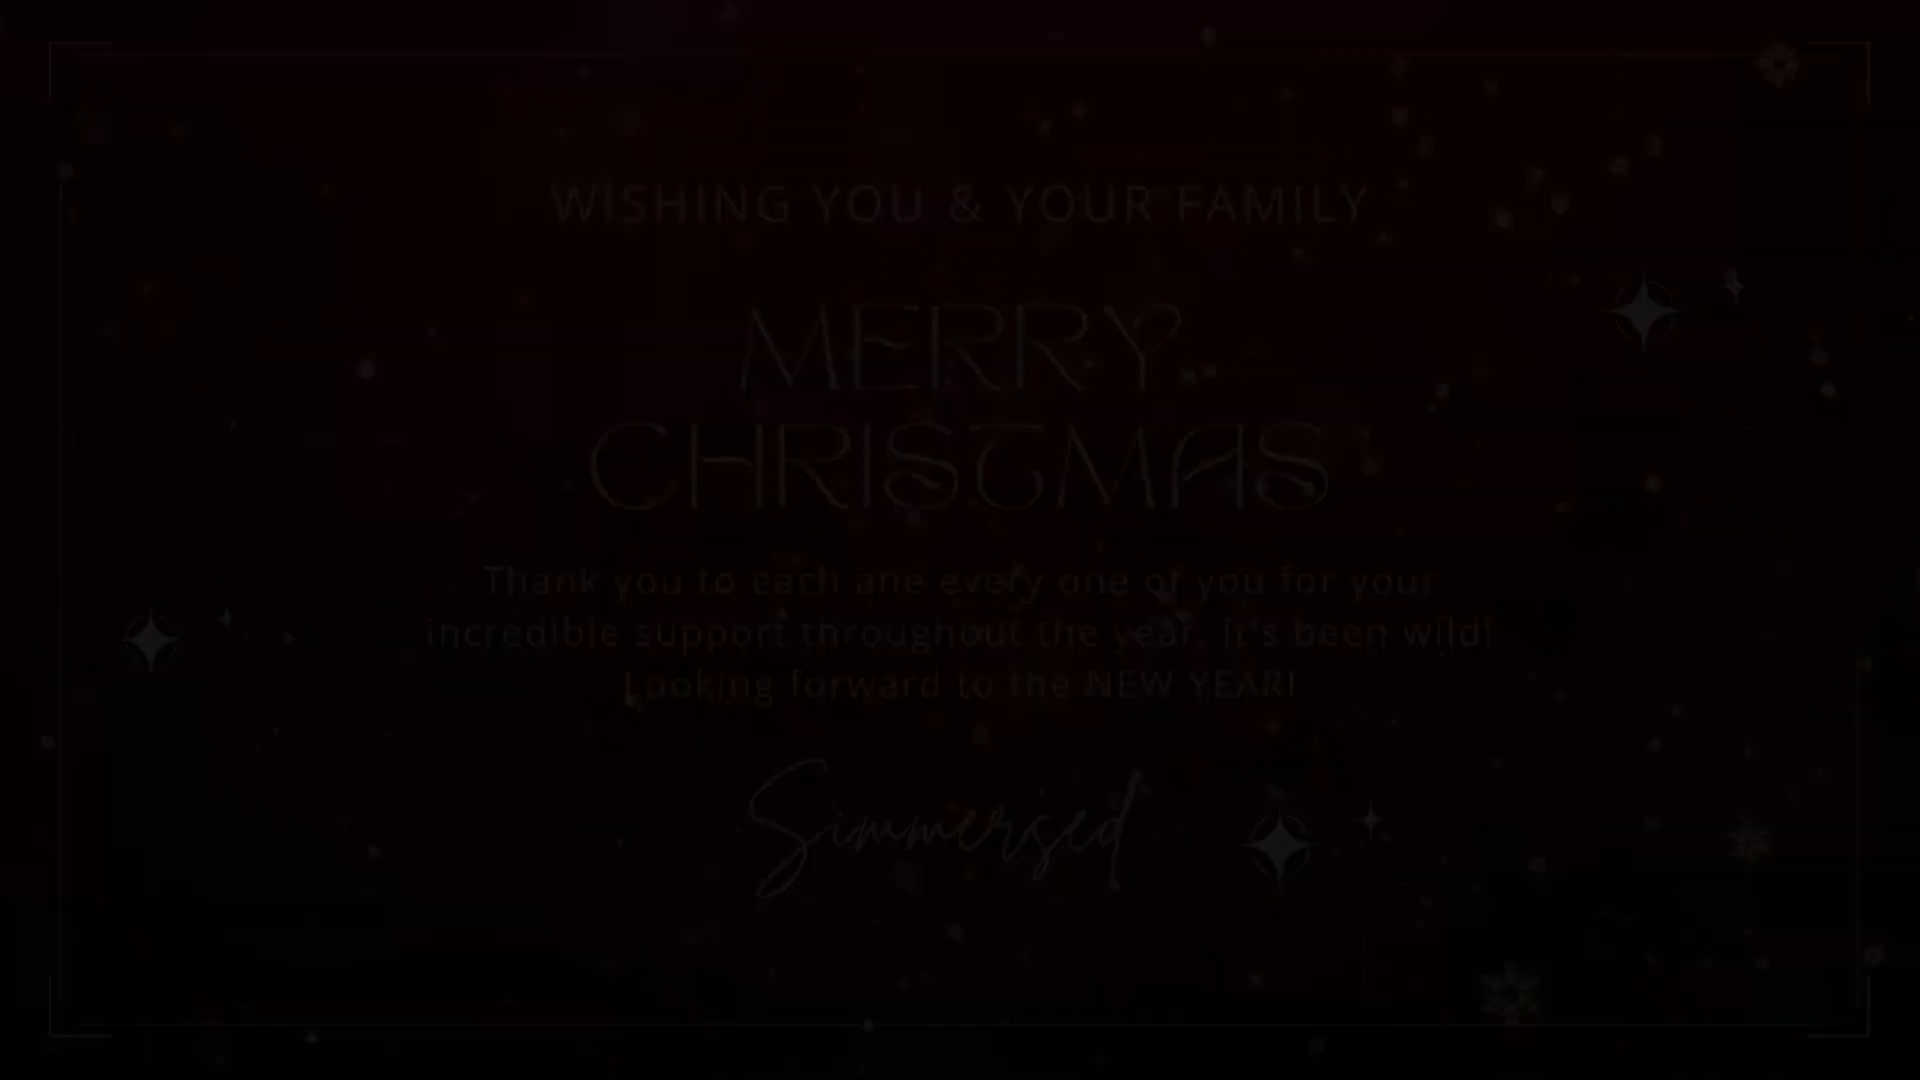 WISHING YOU & YOUR FAMILY
MERRY
CHRISTMAS
Thank you to each ane every one of you for your
incredible support throughout the year, it's been wild!
Looking forward to the NEW YEAR!
Simmersed